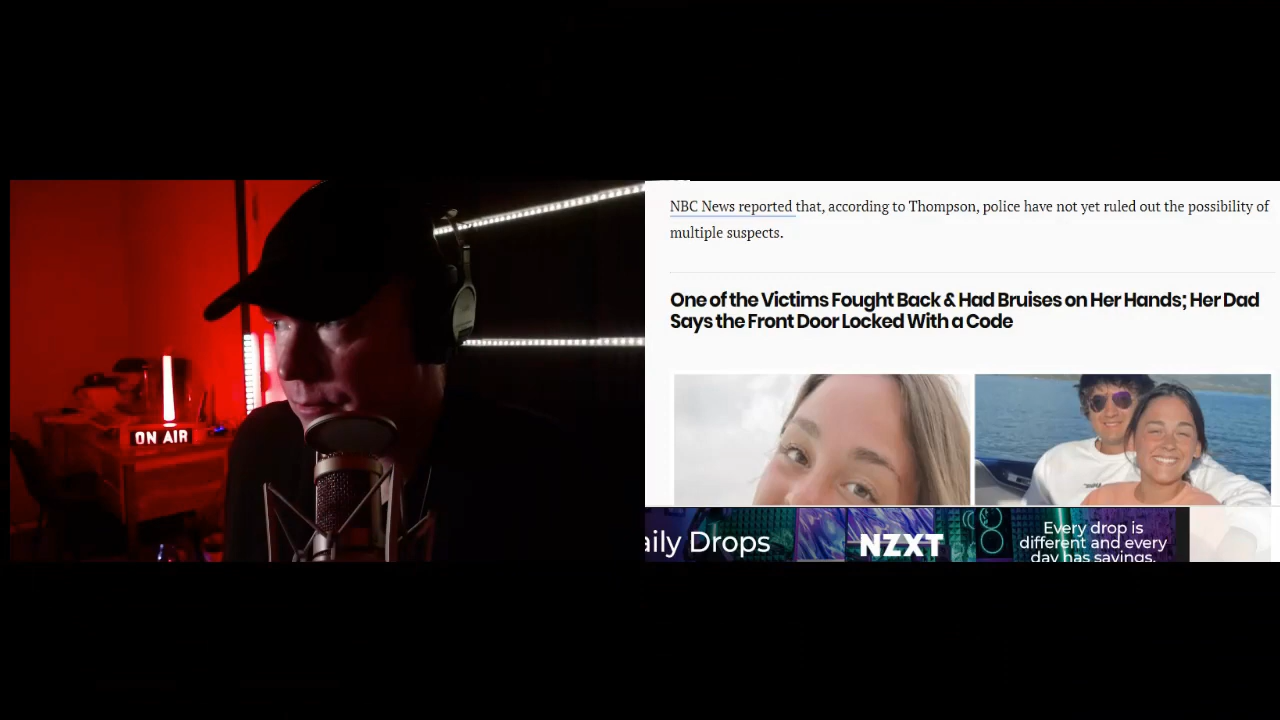 NBC News reported that, according to Thompson, police have not yet ruled out the possibility of
multiple suspects.
One of the Victims Fought Back & Had Bruises on Her Hands; Her Dad
Says the Front Door Locked With a Code
ON AIR
aily Drops
NZXT
Every drop is
different and every
day has savings.